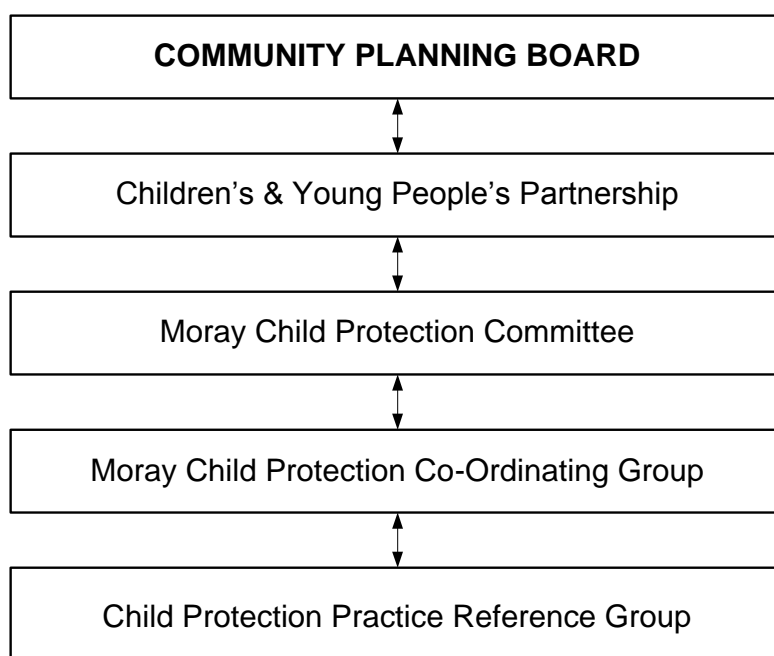 COMMUNITY PLANNING BOARD
Children’s & Young People’s Partnership
Moray Child Protection Committee
Moray Child Protection Co-Ordinating Group
Child Protection Practice Reference Group